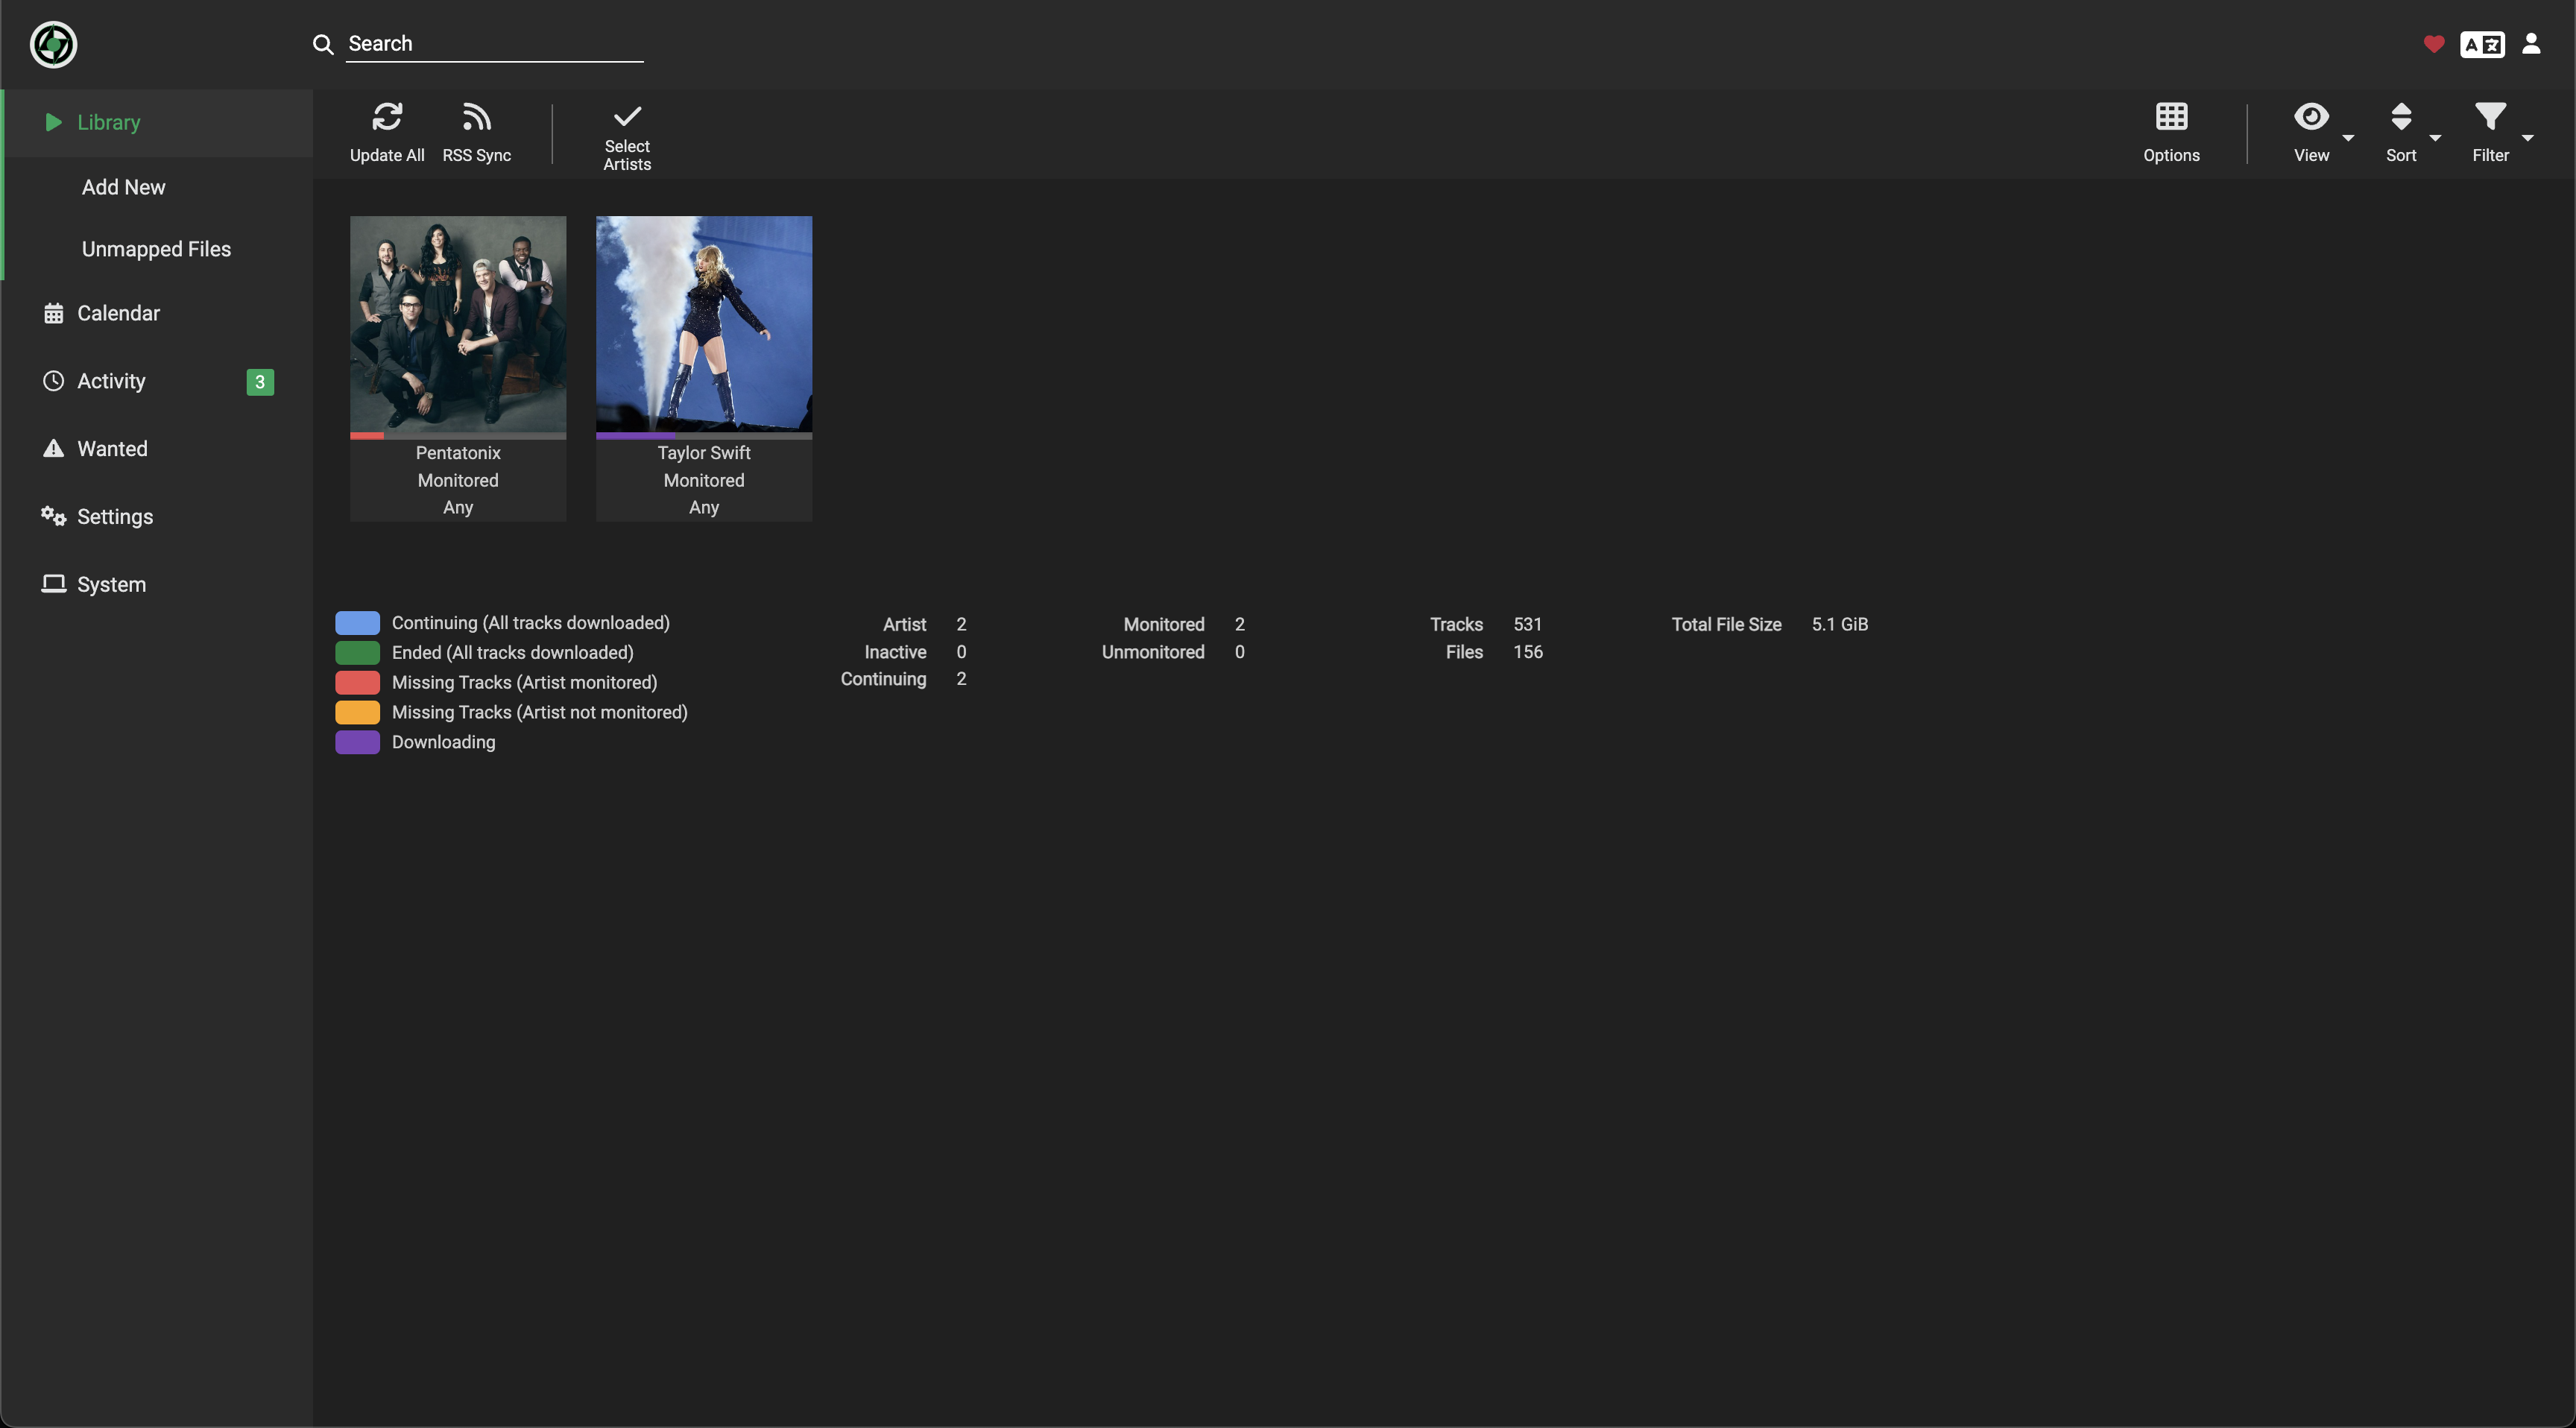 Search
Library
Add New
Unmapped Files
Calendar
Activity 3
Wanted
Settings
System
Update All
RSS Sync
Select
Artists
Options
View
Sort
Filter
Pentatonix
Monitored
Any
Taylor Swift
Monitored
Any
Continuing (All tracks downloaded)
Ended (All tracks downloaded)
Missing Tracks (Artist monitored)
Missing Tracks (Artist not monitored)
Downloading
Artist 2
Inactive 0
Continuing 2
Monitored 2
Unmonitored 0
Tracks 531
Files 156
Total File Size 5.1 GiB